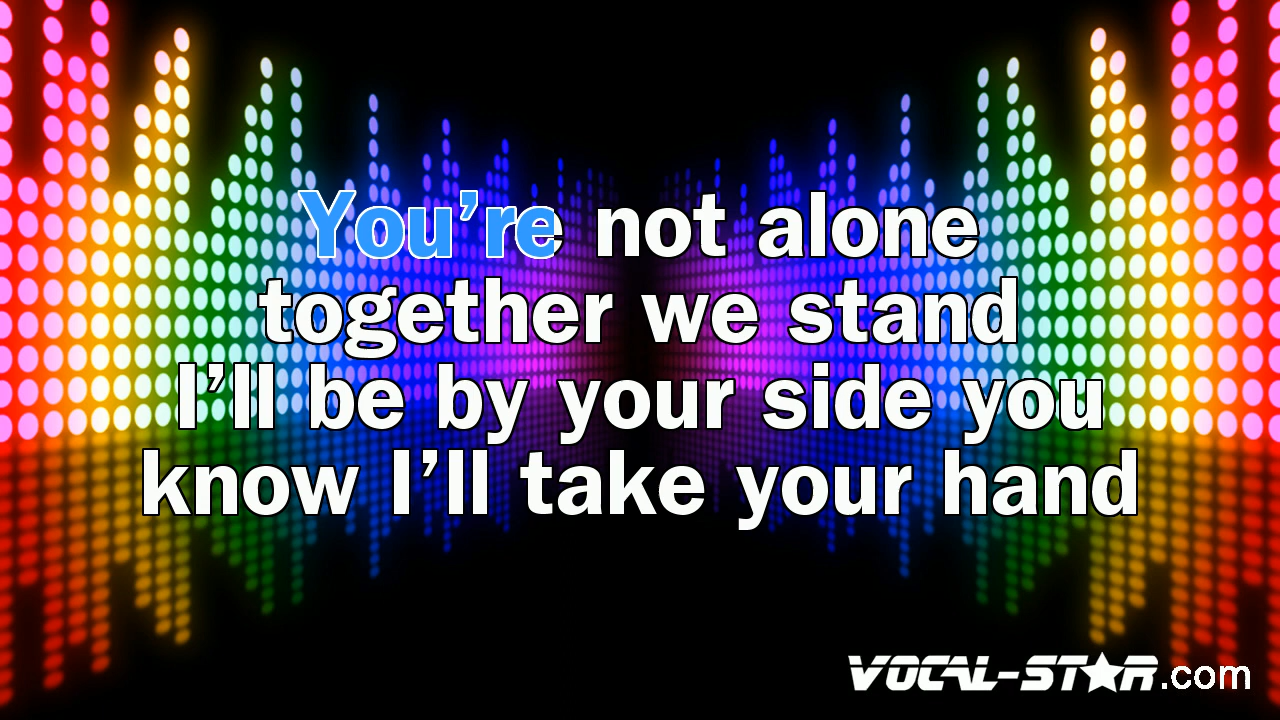 You’re not alone
together we stand
I’ll be by your side you
know I’ll take your hand
VOCAL-STAR.com